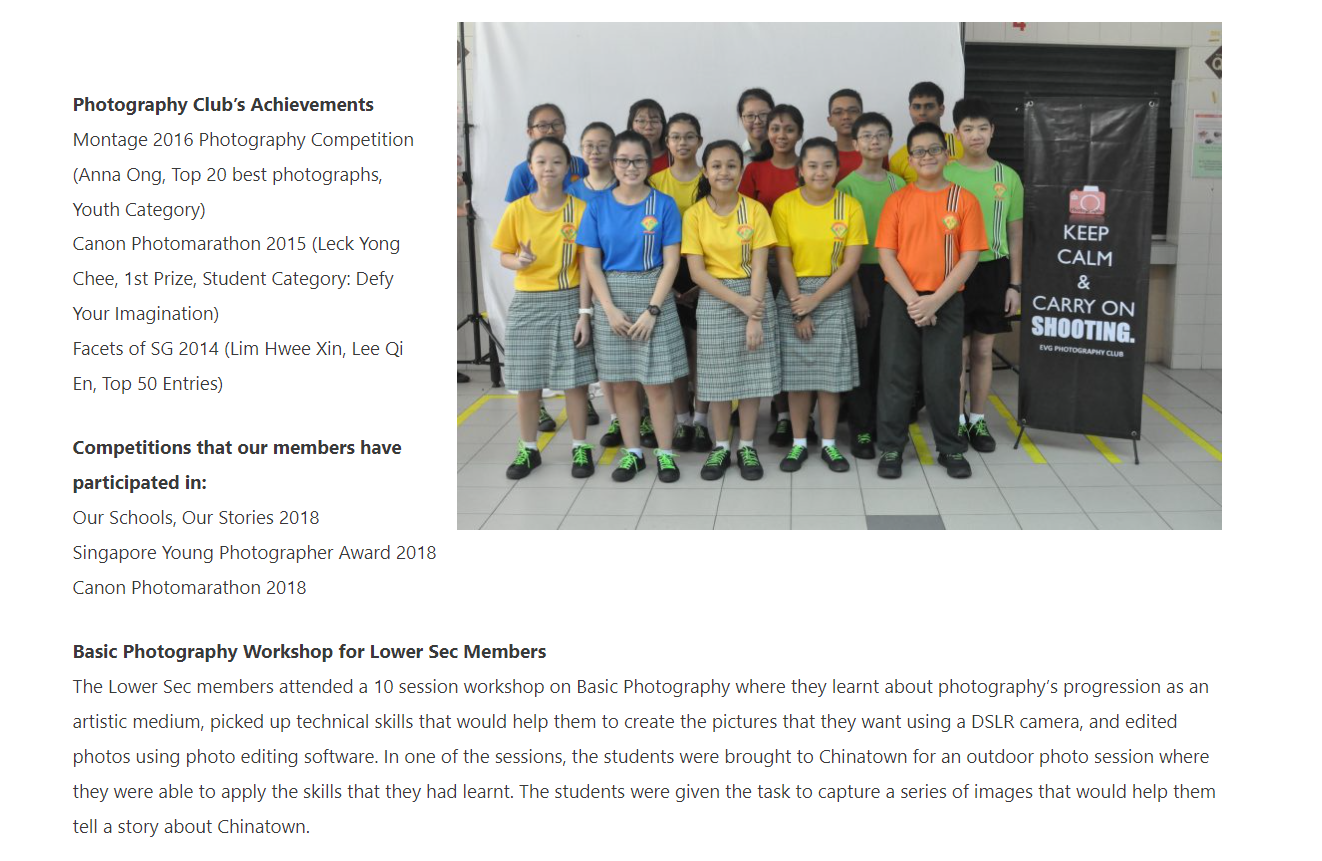 Photography Club’s Achievements
Montage 2016 Photography Competition
(Anna Ong, Top 20 best photographs,
Youth Category)
Canon Photomarathon 2015 (Leck Yong
Chee, 1st Prize, Student Category: Defy
Your Imagination)
Facets of SG 2014 (Lim Hwee Xin, Lee Qi
En, Top 50 Entries)
Competitions that our members have
participated in:
Our Schools, Our Stories 2018
Singapore Young Photographer Award 2018
Canon Photomarathon 2018
4
KEEP
CALM
&
CARRY ON
SHOOTING.
EVG PHOTOGRAPHY CLUB
Basic Photography Workshop for Lower Sec Members
The Lower Sec members attended a 10 session workshop on Basic Photography where they learnt about photography’s progression as an
artistic medium, picked up technical skills that would help them to create the pictures that they want using a DSLR camera, and edited
photos using photo editing software. In one of the sessions, the students were brought to Chinatown for an outdoor photo session where
they were able to apply the skills that they had learnt. The students were given the task to capture a series of images that would help them
tell a story about Chinatown.